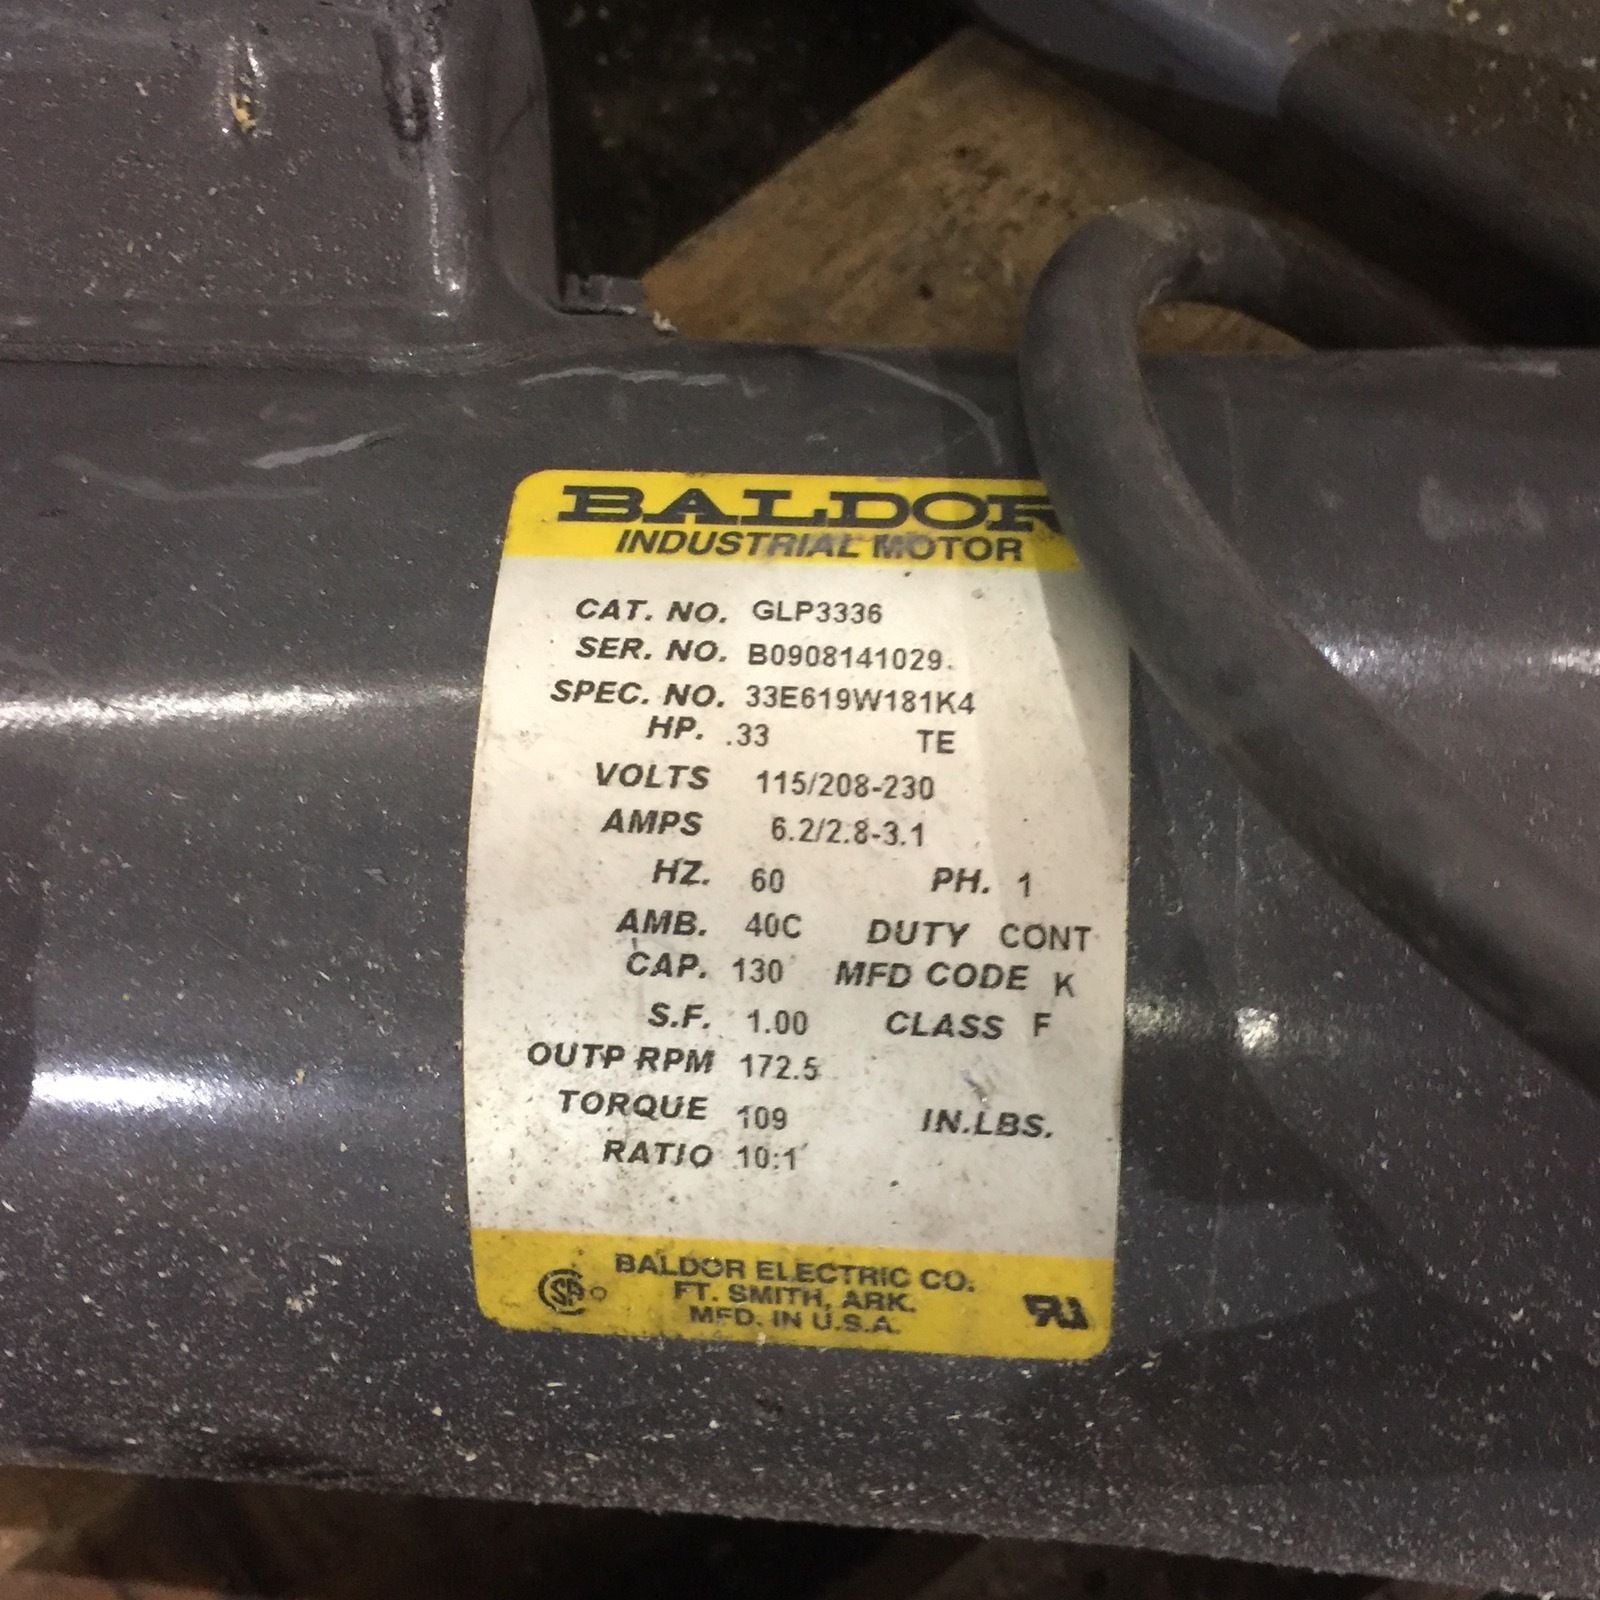 BALDOR
INDUSTRIAL MOTOR
CAT. NO. GLP3336
SER. NO. B0908141029.
SPEC. NO. 33E619W181K4
HP. .33 TE
VOLTS 115/208-230
AMPS 6.2/2.8-3.1
HZ. 60 PH. 1
AMB. 40C DUTY CONT
CAP. 130 MFD CODE K
S.F. 1.00 CLASS F
OUTP RPM 172.5
TORQUE 109 IN.LBS.
RATIO 10:1
BALDOR ELECTRIC CO.
FT. SMITH, ARK.
MFD. IN U.S.A.